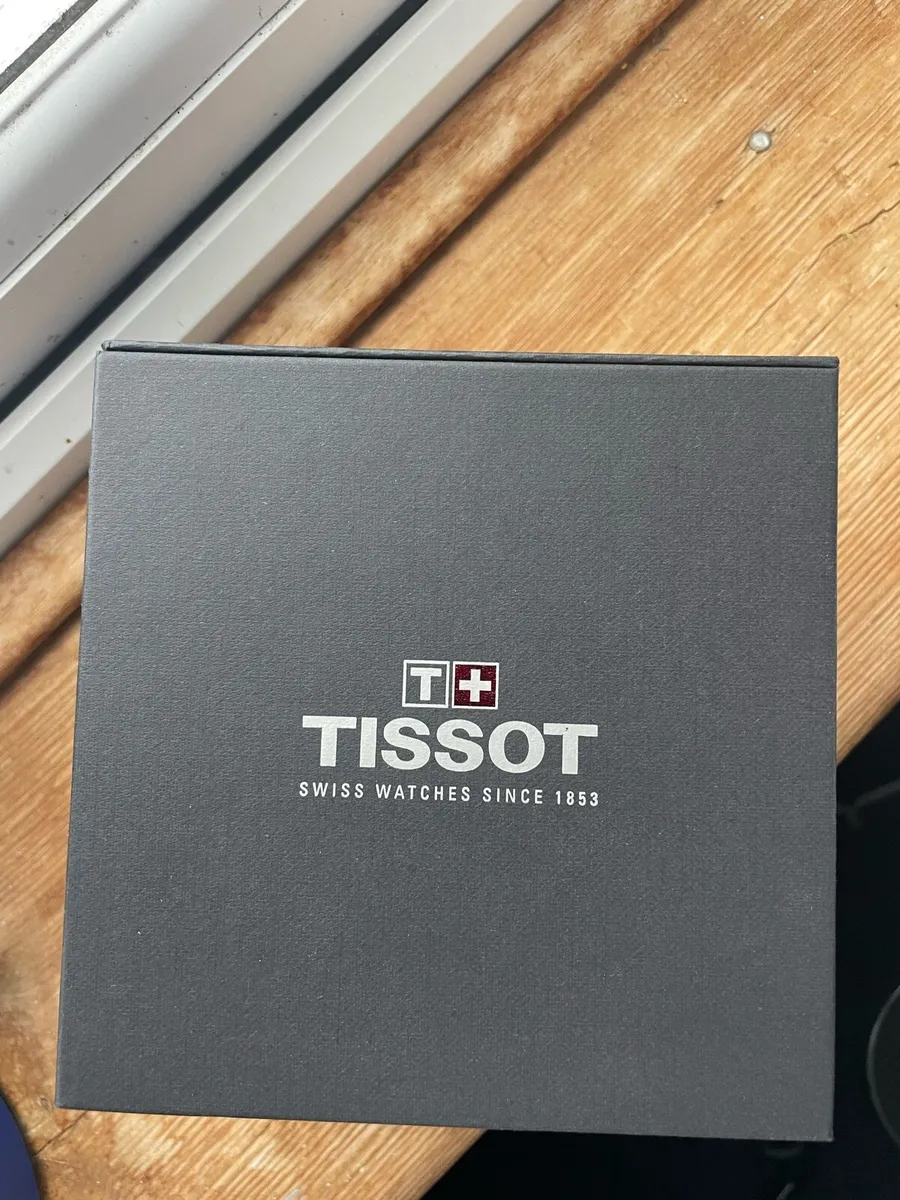 T+
TISSOT
SWISS WATCHES SINCE 1853